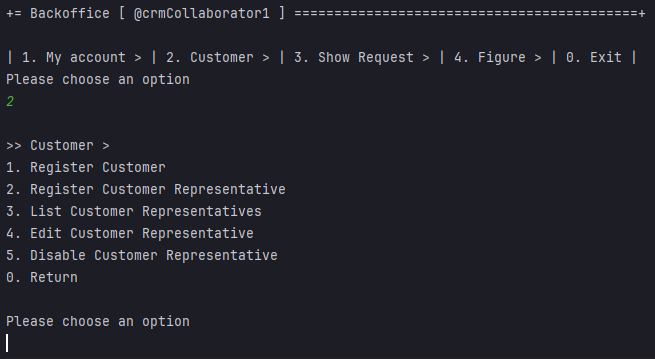 += Backoffice [ @crmCollaborator1 ] ===========================================+
| 1. My account > | 2. Customer > | 3. Show Request > | 4. Figure > | 0. Exit |
Please choose an option
2
>> Customer >
1. Register Customer
2. Register Customer Representative
3. List Customer Representatives
4. Edit Customer Representative
5. Disable Customer Representative
0. Return
Please choose an option